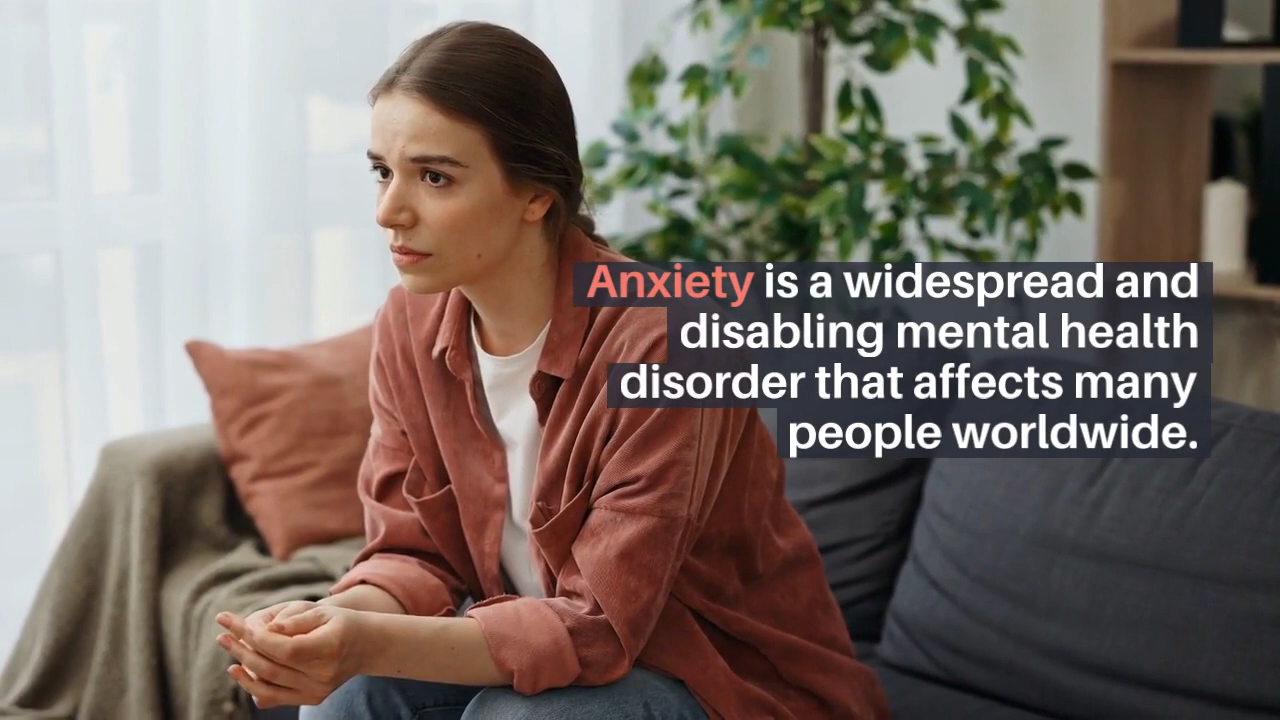 Anxiety is a widespread and
disabling mental health
disorder that affects many
people worldwide.